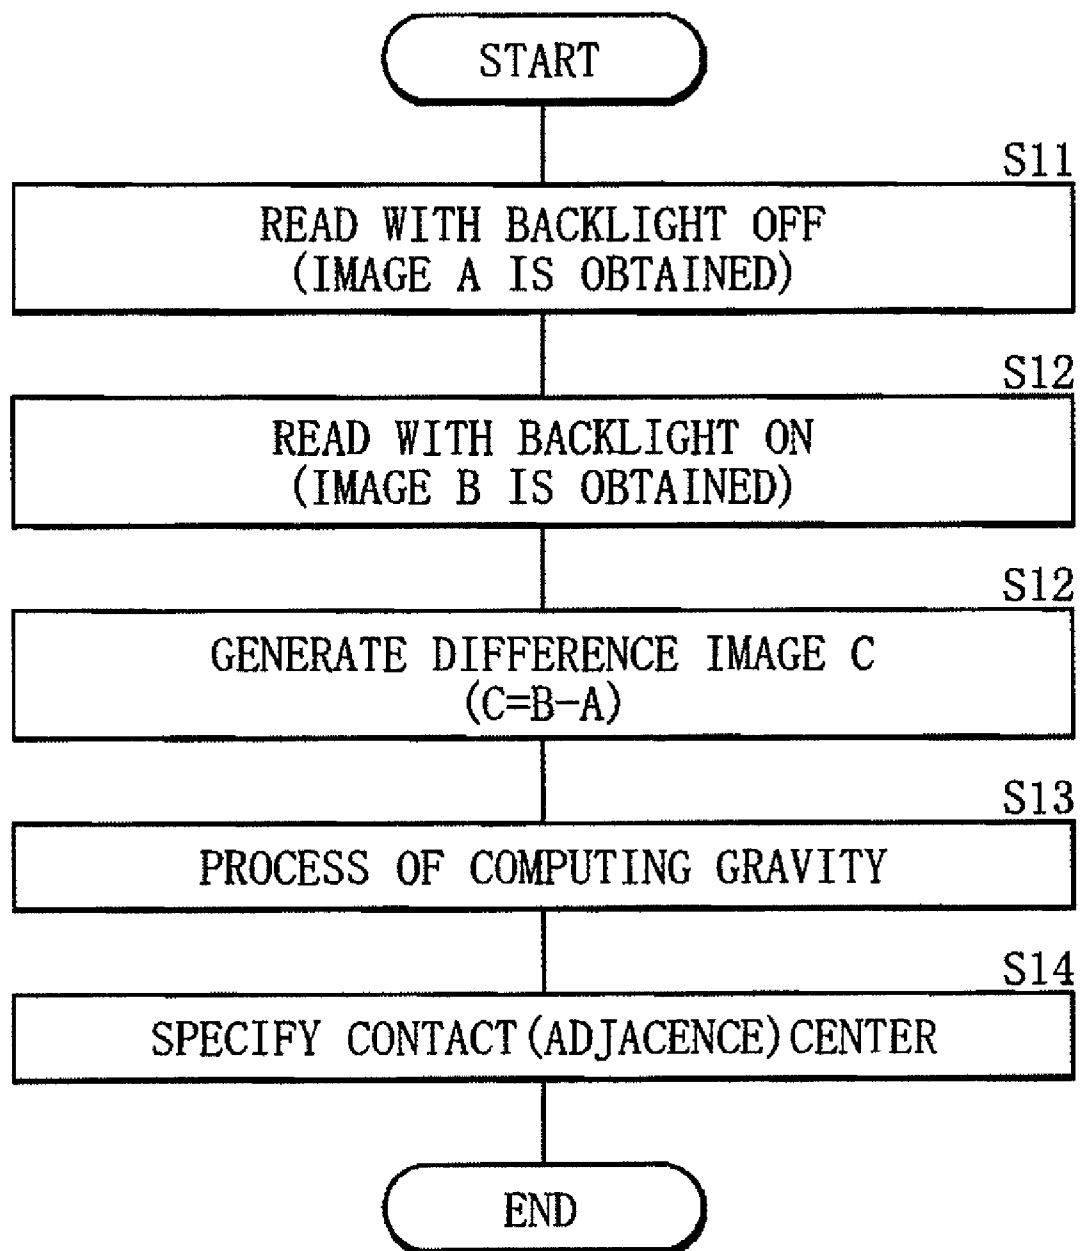 START
S11
READ WITH BACKLIGHT OFF
(IMAGE A IS OBTAINED)
S12
READ WITH BACKLIGHT ON
(IMAGE B IS OBTAINED)
S12
GENERATE DIFFERENCE IMAGE C
(C=B-A)
S13
PROCESS OF COMPUTING GRAVITY
S14
SPECIFY CONTACT(ADJACENCE)CENTER
END